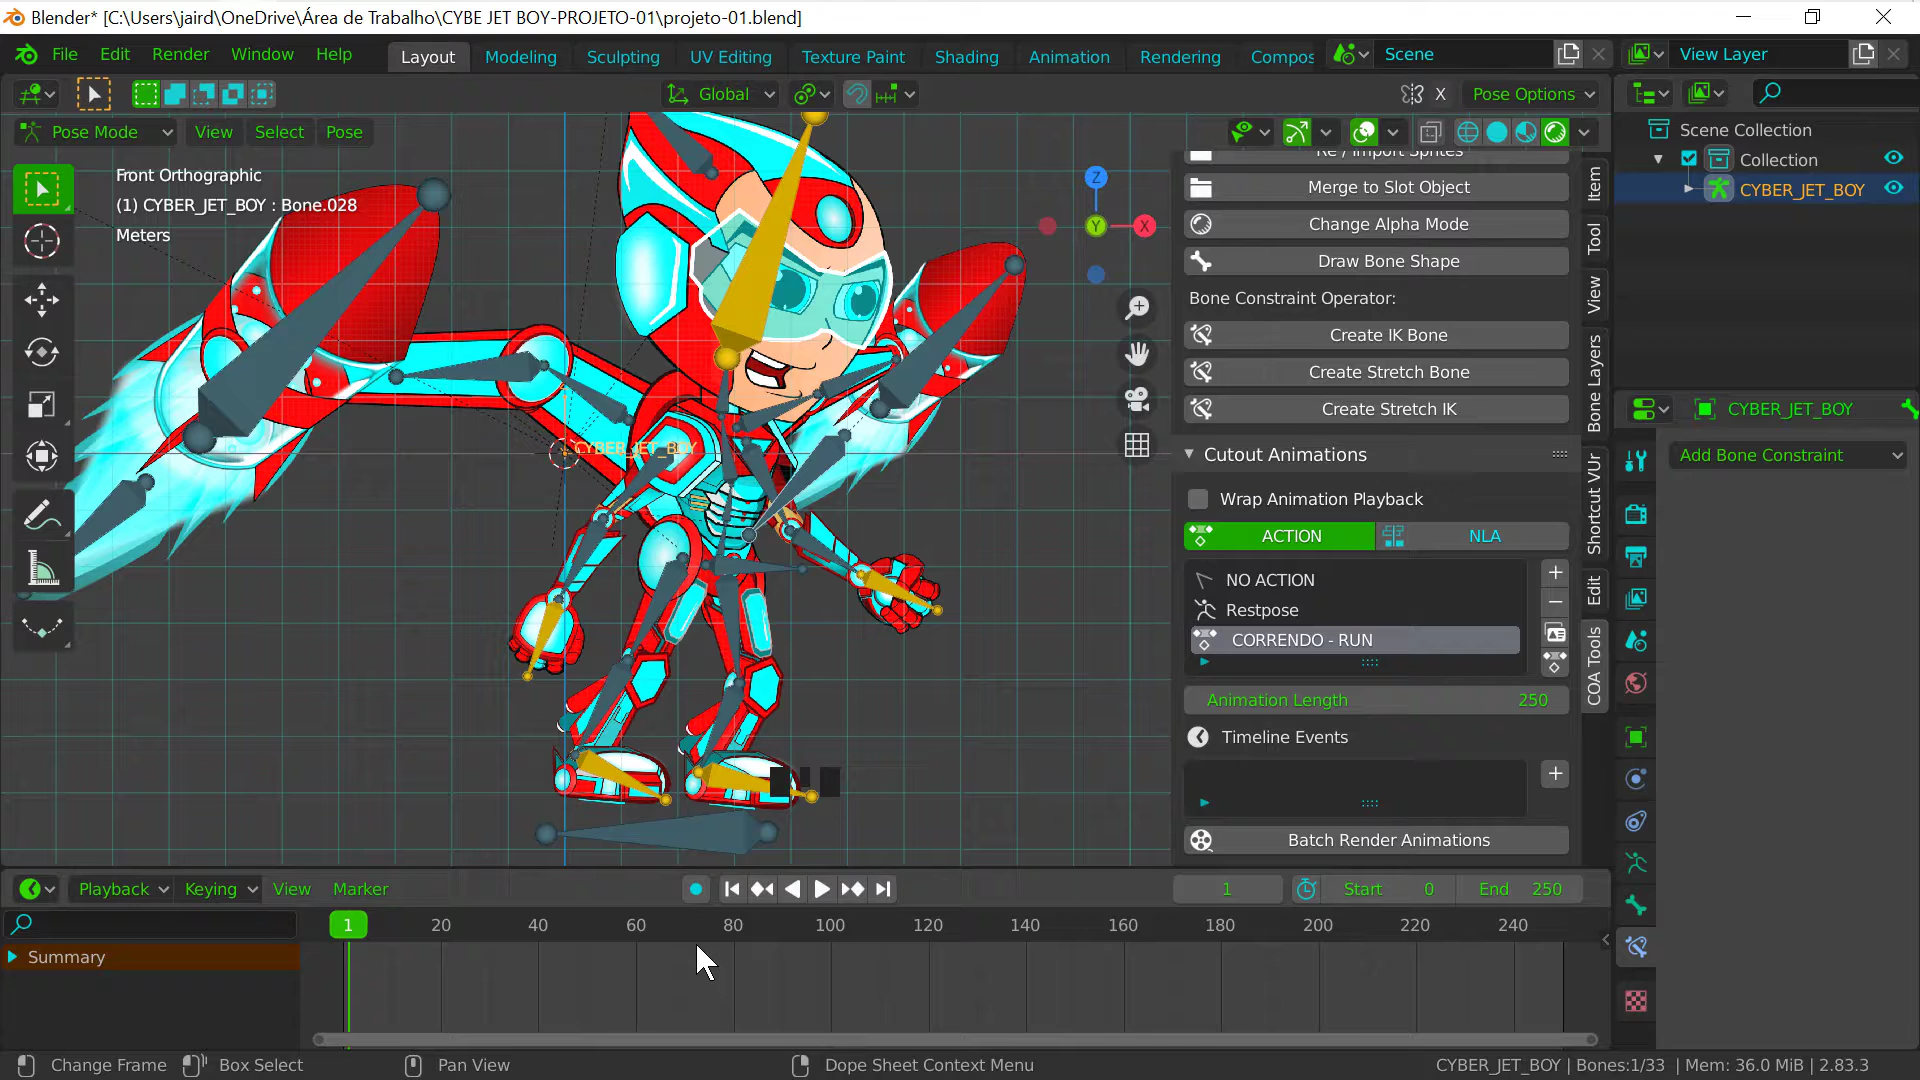 Blender* [C:\Users\jaird\OneDrive\Área de Trabalho\CYBE JET BOY-PROJETO-01\projeto-01.blend]
File Edit Render Window Help Layout Modeling Sculpting UV Editing Texture Paint Shading Animation Rendering Compos Scene View Layer
Global X Pose Options
Pose Mode View Select Pose
Front Orthographic
(1) CYBER_JET_BOY : Bone.028
Meters
Z
Y
X
CYBER_JET_BOY
Re / Import Sprites
Merge to Slot Object
Change Alpha Mode
Draw Bone Shape
Bone Constraint Operator:
Create IK Bone
Create Stretch Bone
Create Stretch IK
Cutout Animations
Wrap Animation Playback
ACTION NLA
NO ACTION
Restpose
CORRENDO - RUN
Animation Length 250
Timeline Events
Batch Render Animations
Item
Tool
View
Bone Layers
Shortcut VUr
Edit
COA Tools
Scene Collection
Collection
CYBER_JET_BOY
CYBER_JET_BOY
Add Bone Constraint
Playback Keying View Marker 1 Start 0 End 250
1 20 40 60 80 100 120 140 160 180 200 220 240
Summary
Change Frame Box Select Pan View Dope Sheet Context Menu CYBER_JET_BOY | Bones:1/33 | Mem: 36.0 MiB | 2.83.3